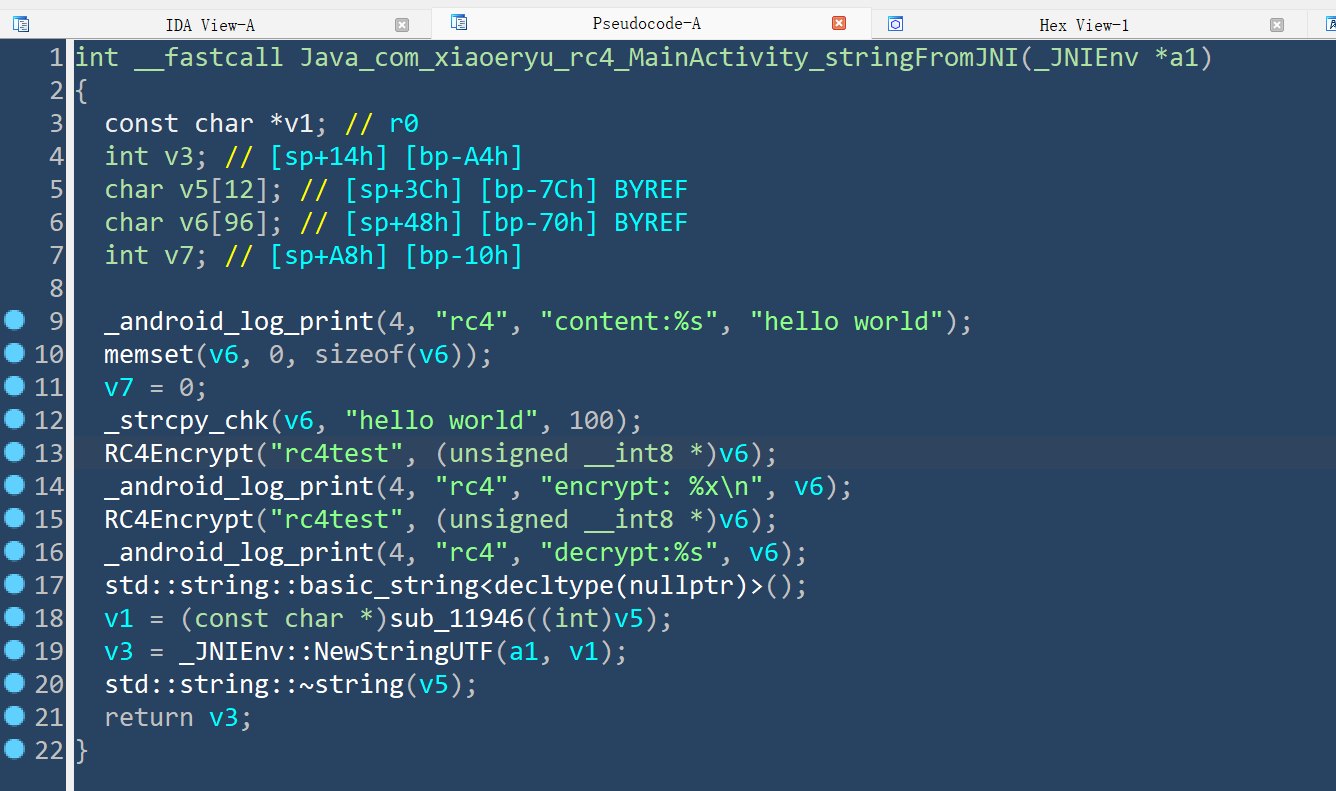 IDA View-A Pseudocode-A Hex View-1
1 int __fastcall Java_com_xiaoeryu_rc4_MainActivity_stringFromJNI(_JNIEnv *a1)
2 {
3   const char *v1; // r0
4   int v3; // [sp+14h] [bp-A4h]
5   char v5[12]; // [sp+3Ch] [bp-7Ch] BYREF
6   char v6[96]; // [sp+48h] [bp-70h] BYREF
7   int v7; // [sp+A8h] [bp-10h]
8
9   _android_log_print(4, "rc4", "content:%s", "hello world");
10   memset(v6, 0, sizeof(v6));
11   v7 = 0;
12   _strcpy_chk(v6, "hello world", 100);
13   RC4Encrypt("rc4test", (unsigned __int8 *)v6);
14   _android_log_print(4, "rc4", "encrypt: %x\n", v6);
15   RC4Encrypt("rc4test", (unsigned __int8 *)v6);
16   _android_log_print(4, "rc4", "decrypt:%s", v6);
17   std::string::basic_string<decltype(nullptr)>();
18   v1 = (const char *)sub_11946((int)v5);
19   v3 = _JNIEnv::NewStringUTF(a1, v1);
20   std::string::~string(v5);
21   return v3;
22 }